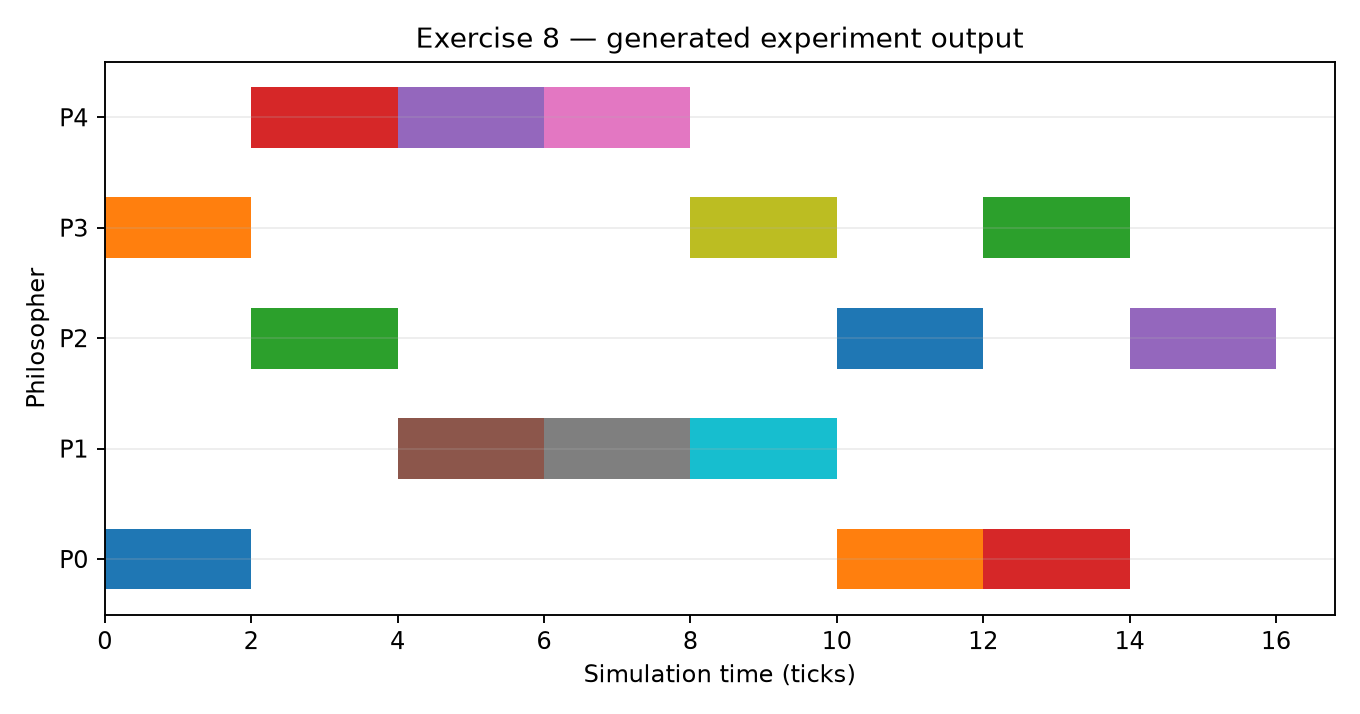 Exercise 8 — generated experiment output
P4
P3
P2
P1
P0
Philosopher
0 2 4 6 8 10 12 14 16
Simulation time (ticks)